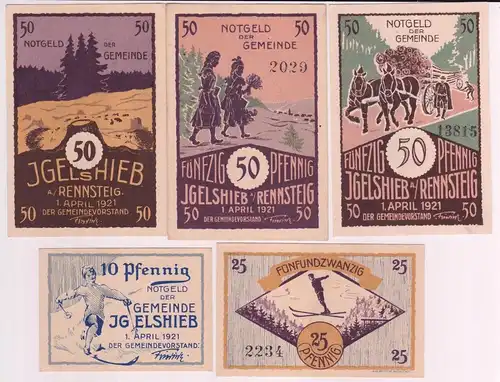 50 50
NOTGELD DER GEMEINDE
50
JGELSHIEB
a/ RENNSTEIG.
50 1. APRIL 1921 50
DER GEMEINDEVORSTAND
50 50
NOTGELD DER GEMEINDE
2029
FÜNFZIG 50 PFENNIG
JGELSHIEB a/ RENNSTEIG
50 1 APRIL 1921 50
DER GEMEINDEVORSTAND
50 50
NOTGELD DER GEMEINDE
13815
FÜNFZIG 50 PFENNIG
JGELSHIEB a/ RENNSTEIG
50 1. APRIL 1921 50
DER GEMEINDEVORSTAND
10 Pfennig
NOTGELD
DER
GEMEINDE
JGELSHIEB
1. APRIL 1921
DER GEMEINDEVORSTAND:
25 FÜNFUNDZWANZIG 25
2234
25
PFENNIG
25 25